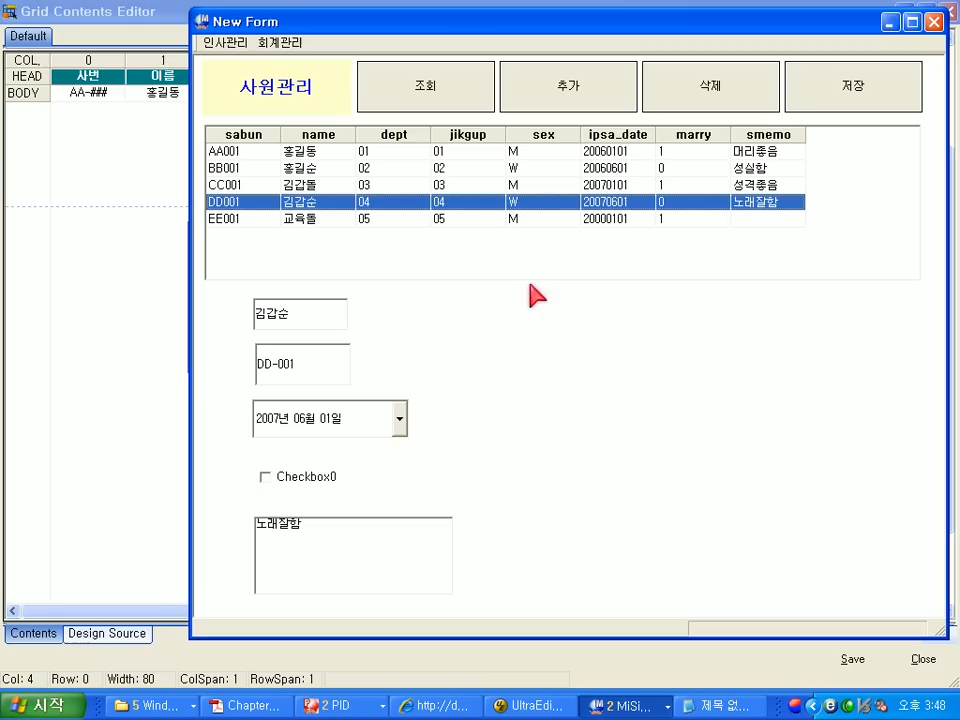 Grid Contents Editor
Default
COL. 0 1
HEAD 사번 이름
BODY AA-### 홍길동
New Form
인사관리 회계관리
사원관리 조회 추가 삭제 저장
sabun name dept jikgup sex ipsa_date marry smemo
AA001 홍길동 01 01 M 20060101 1 머리좋음
BB001 홍길순 02 02 W 20060601 0 성실함
CC001 김갑돌 03 03 M 20070101 1 성격좋음
DD001 김갑순 04 04 W 20070601 0 노래잘함
EE001 교육돌 05 05 M 20000101 1
김갑순
DD-001
2007년 06월 01일
Checkbox0
노래잘함
Contents Design Source
Save Close
Col: 4 Row: 0 Width: 80 ColSpan: 1 RowSpan: 1
시작 5 Wind... Chapter... 2 PID http://d... UltraEdi... 2 MiSi... 제목 없... 오후 3:48